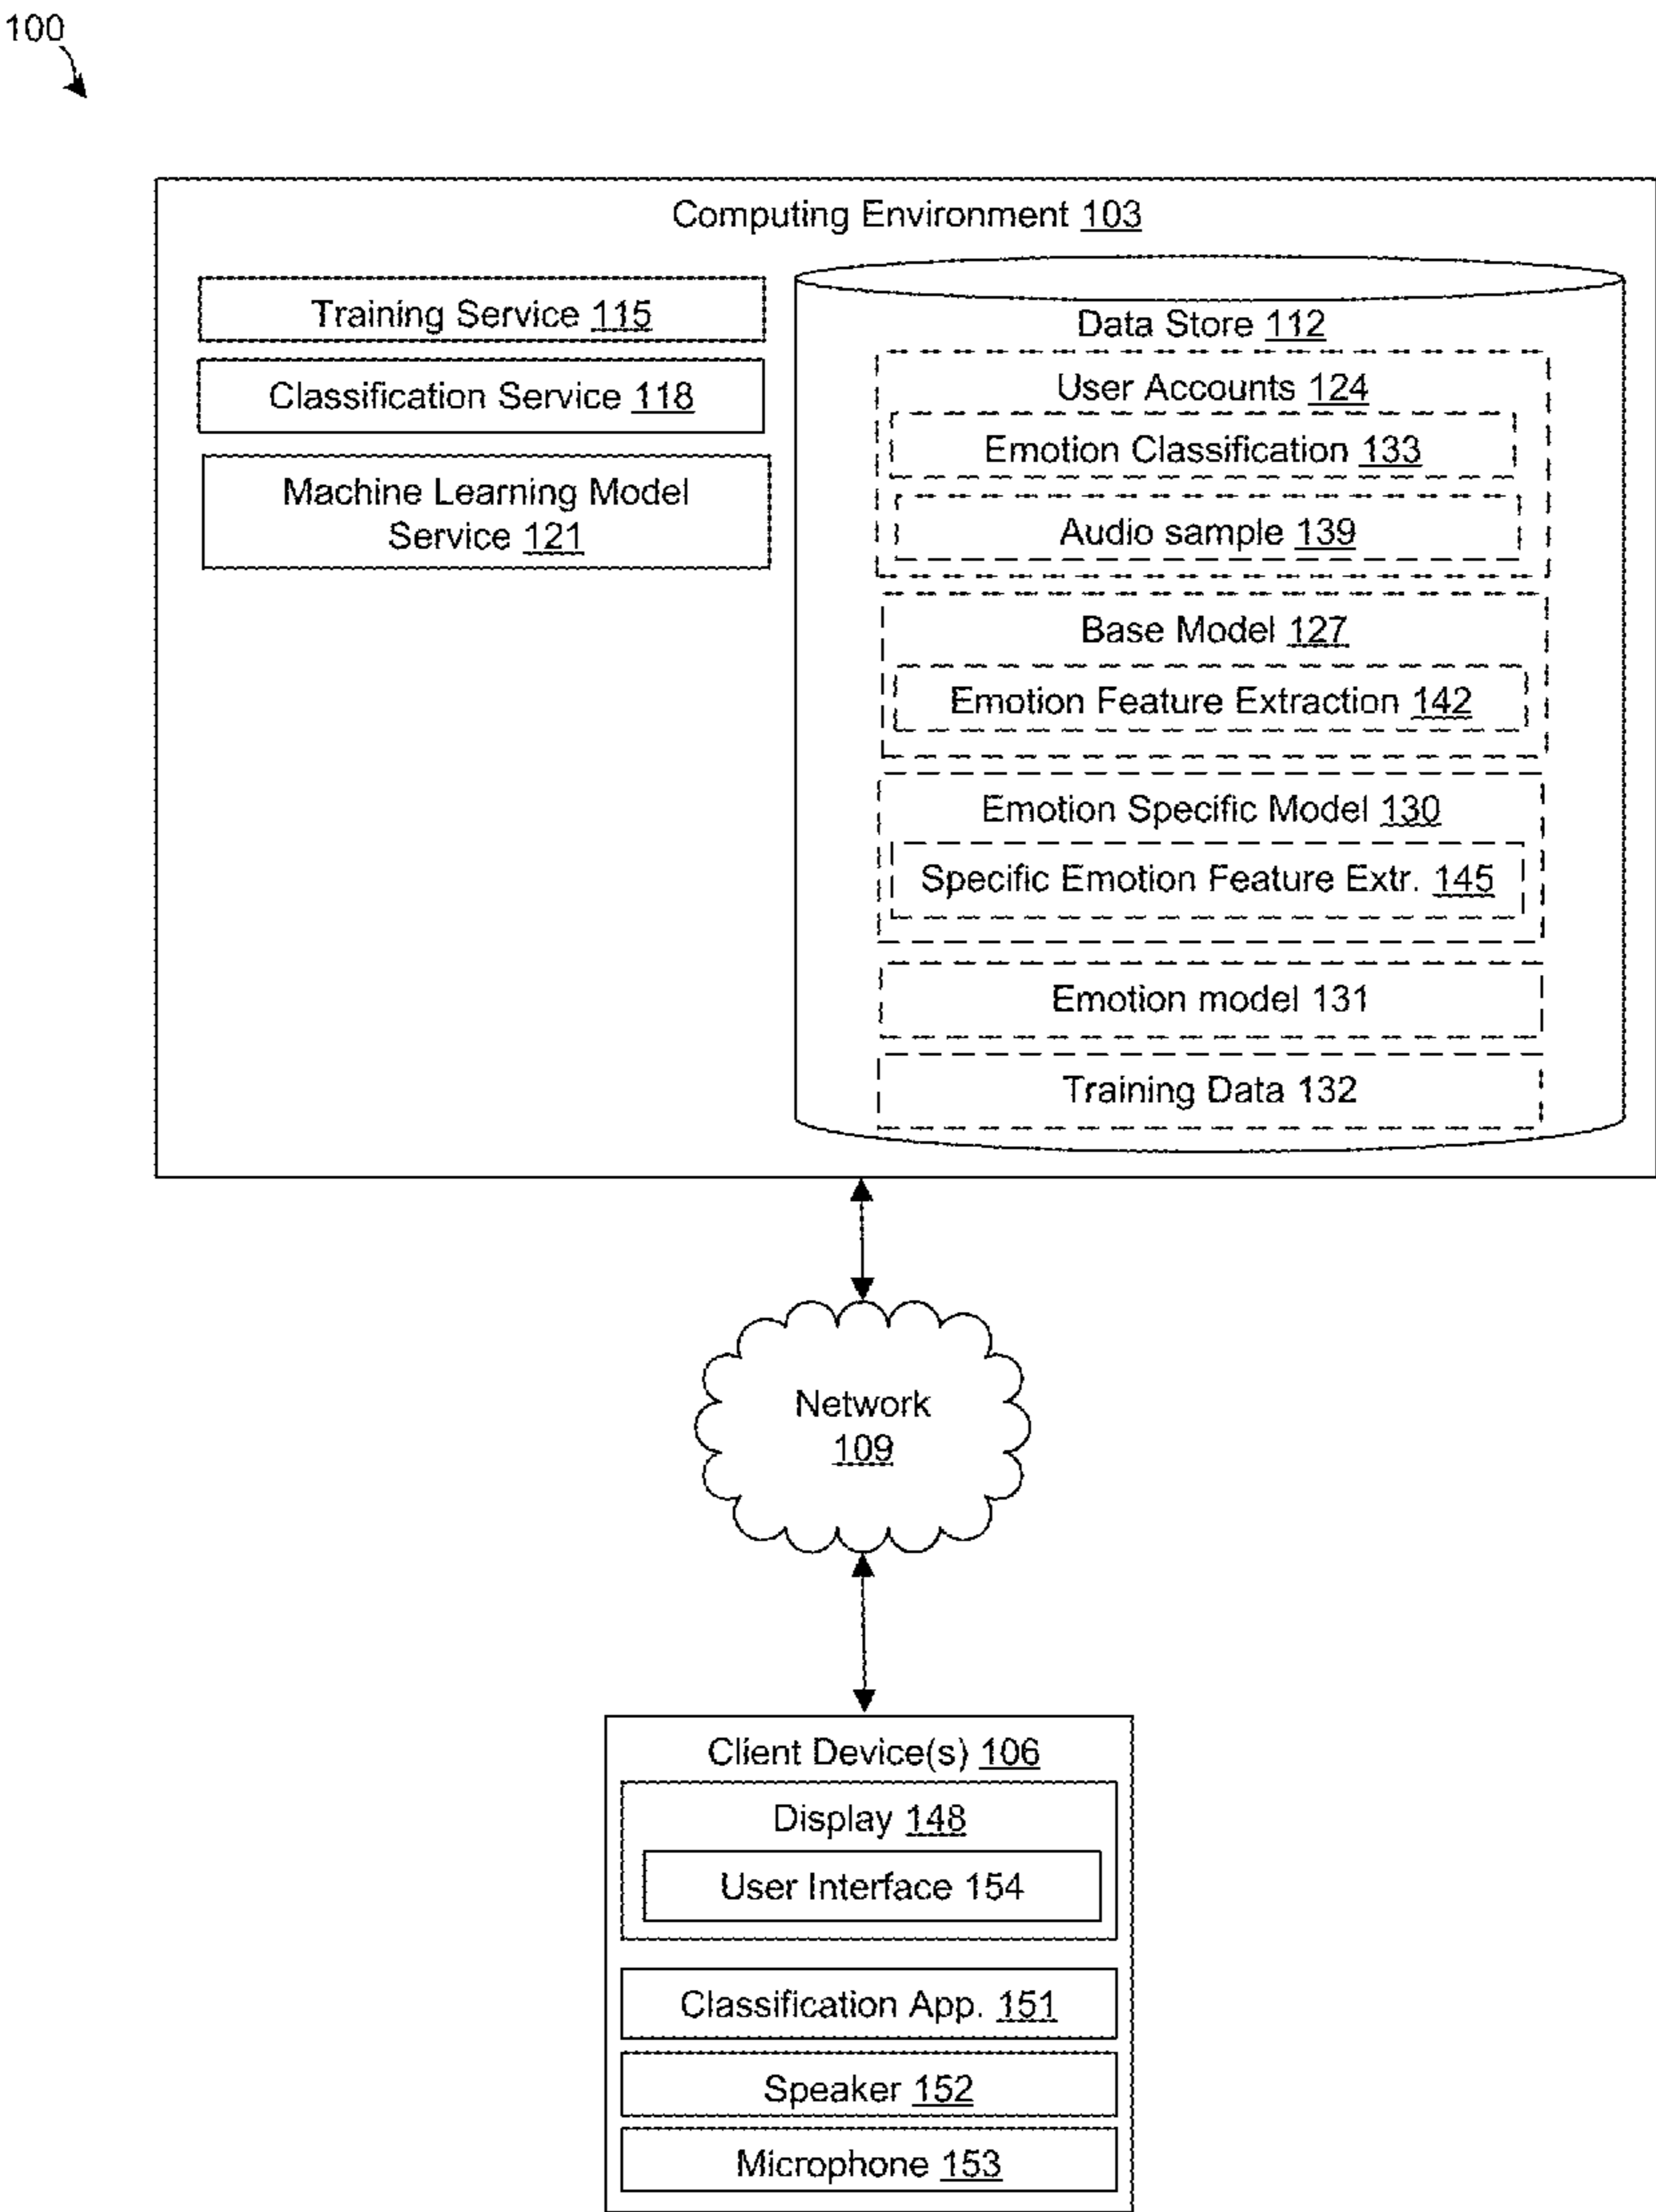 100
Computing Environment 103
Training Service 115
Classification Service 118
Machine Learning Model
Service 121
Data Store 112
User Accounts 124
Emotion Classification 133
Audio sample 139
Base Model 127
Emotion Feature Extraction 142
Emotion Specific Model 130
Specific Emotion Feature Extr. 145
Emotion model 131
Training Data 132
Network
109
Client Device(s) 106
Display 148
User Interface 154
Classification App. 151
Speaker 152
Microphone 153